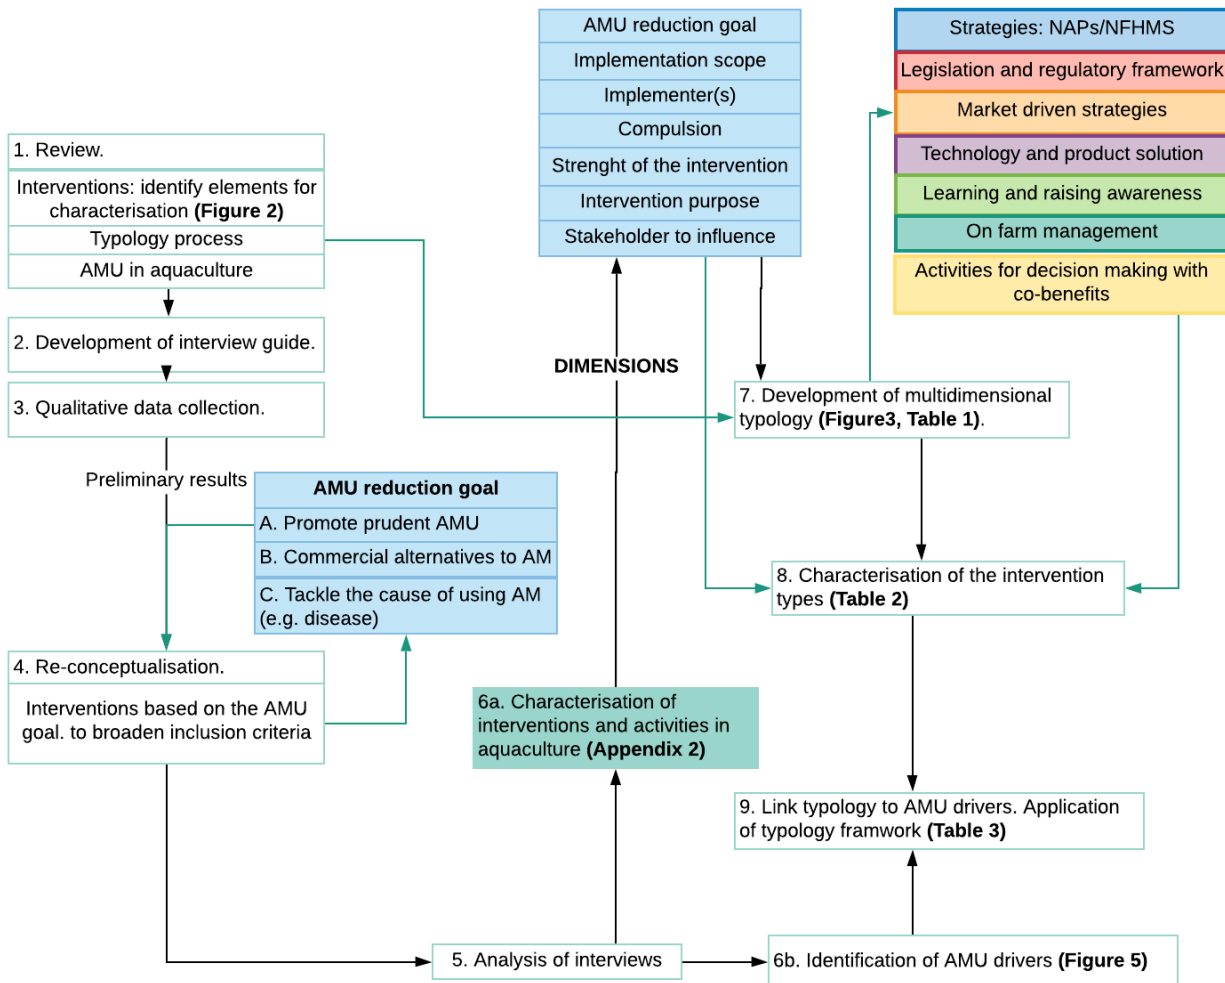 1. Review.
Interventions: identify elements for
characterisation (Figure 2)
Typology process
AMU in aquaculture
2. Development of interview guide.
3. Qualitative data collection.
Preliminary results
AMU reduction goal
A. Promote prudent AMU
B. Commercial alternatives to AM
C. Tackle the cause of using AM
(e.g. disease)
4. Re-conceptualisation.
Interventions based on the AMU
goal. to broaden inclusion criteria
5. Analysis of interviews
6a. Characterisation of
interventions and activities in
aquaculture (Appendix 2)
DIMENSIONS
AMU reduction goal
Implementation scope
Implementer(s)
Compulsion
Strenght of the intervention
Intervention purpose
Stakeholder to influence
Strategies: NAPs/NFHMS
Legislation and regulatory framework
Market driven strategies
Technology and product solution
Learning and raising awareness
On farm management
Activities for decision making with
co-benefits
7. Development of multidimensional
typology (Figure3, Table 1).
8. Characterisation of the intervention
types (Table 2)
9. Link typology to AMU drivers. Application
of typology framwork (Table 3)
6b. Identification of AMU drivers (Figure 5)